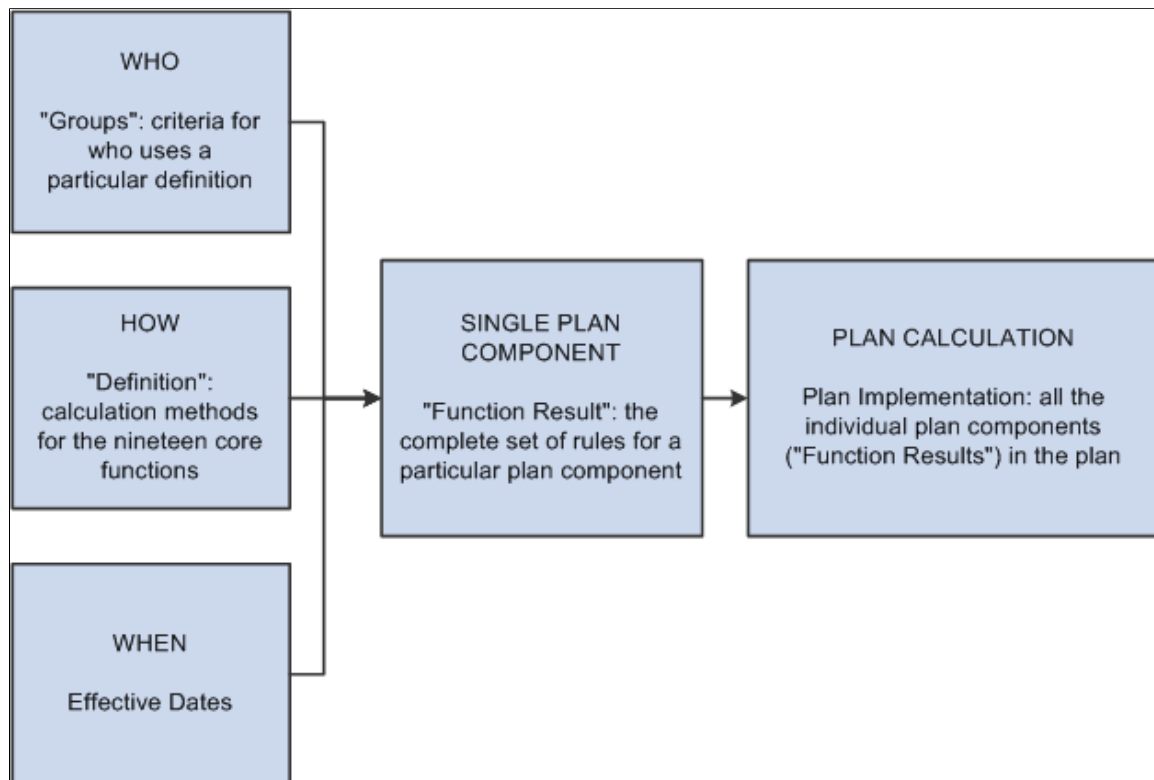 WHO
"Groups": criteria for
who uses a
particular definition
HOW
"Definition":
calculation methods
for the nineteen core
functions
WHEN
Effective Dates
SINGLE PLAN
COMPONENT
"Function Result": the
complete set of rules for a
particular plan component
PLAN CALCULATION
Plan Implementation: all the
individual plan components
("Function Results") in the plan